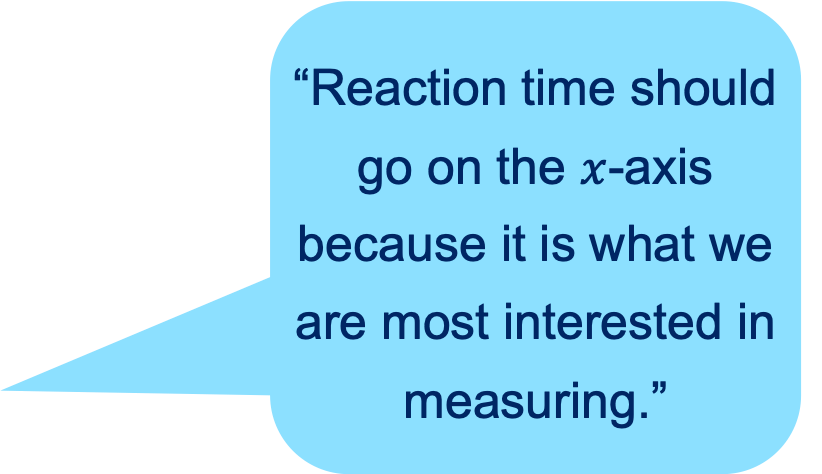 “Reaction time should
go on the 𝑥-axis
because it is what we
are most interested in
measuring.”